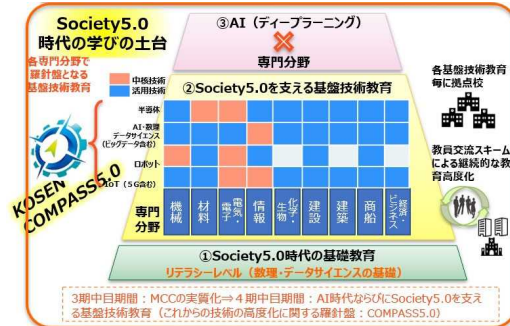 Society5.0
時代の学びの土台
各専門分野で
羅針盤となる
基盤技術教育
KOSEN
COMPASS5.0
③AI（ディープラーニング）
専門分野
中核技術
活用技術
②Society5.0を支える基盤技術教育
半導体
AI・数理
データサイエンス
(ビッグデータ含む)
ロボット
IoT（5G含む)
専門
分野
機械
材料
電気・
電子
情報
化学・
生物
建設
建築
商船
経済・
ビジネス
各基盤技術教育
毎に拠点校
教員交流スキーム
による継続的な教
育高度化
①Society5.0時代の基礎教育
リテラシーレベル（数理・データサイエンスの基礎）
3期中目期間：MCCの実質化⇒４期中目期間：AI時代ならびにSociety5.0を支え
る基盤技術教育（これからの技術の高度化に関する羅針盤：COMPASS5.0）